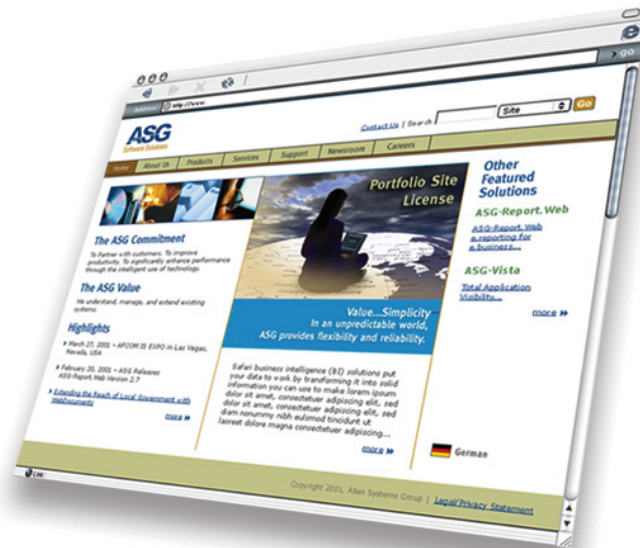 go
Address http://www.
ASG
Software Solutions
Contact Us | Search
Site
Go
Home
About Us
Products
Services
Support
Newsroom
Careers
The ASG Commitment
To Partner with customers. To improve
productivity. To significantly enhance performance
through the intelligent use of technology.
The ASG Value
We understand, manage, and extend existing
systems.
Highlights
March 27, 2001 - AFCOM IS EXPO in Las Vegas,
Nevada, USA
February 20, 2001 - ASG Releases
ASG-Report.Web Version 2.7
Extending the Reach of Local Government with
WebDocuments
more
Portfolio Site
License
Value...Simplicity
In an unpredictable world,
ASG provides flexibility and reliability.
Safari business intelligence (BI) solutions put
your data to work by transforming it into solid
information you can use to make lorem ipsum
dolor sit amet, consectetuer adipiscing elit, sed
dolor sit amet, consectetuer adipiscing elit, sed
diam nonummy nibh euismod tincidunt ut
laoreet dolore magna consectetuer adipiscing...
more
Other
Featured
Solutions
ASG-Report.Web
ASG-Report.Web
e.reporting for
e.business...
ASG-Vista
Total Application
Visibility...
more
German
Copyright 2001, Allen Systems Group | Legal/Privacy Statement
Link: